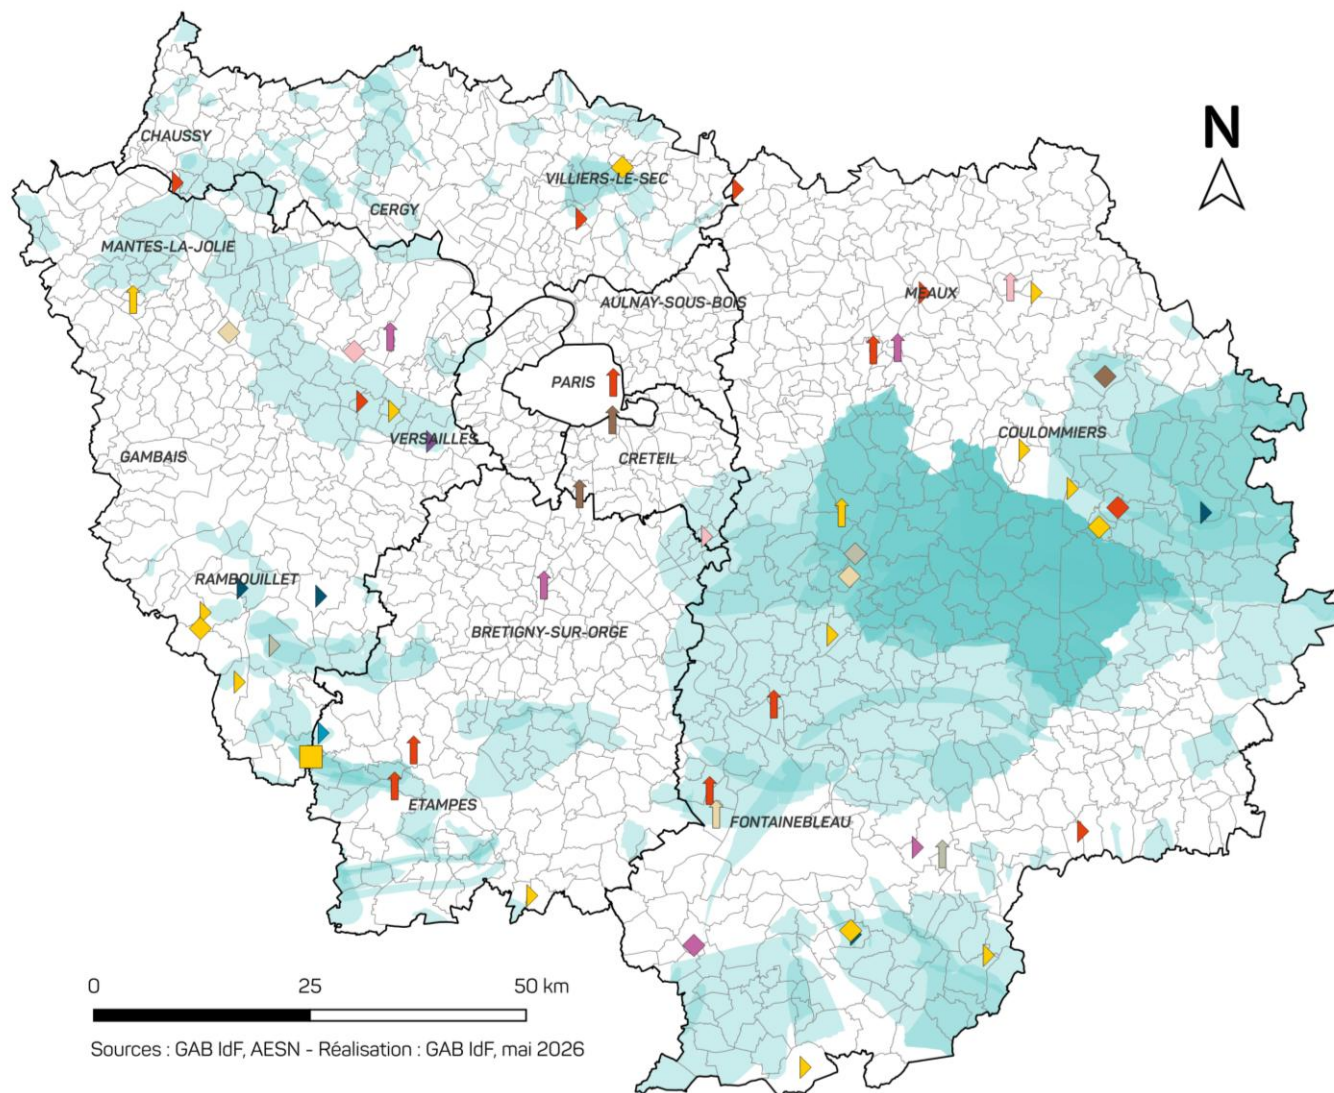 N
CHAUSSY
VILLIERS-LE-SEC
CERGY
MANTES-LA-JOLIE
MEAUX
AULNAY-SOUS-BOIS
PARIS
VERSAILLES
COULOMMIERS
GAMBAIS
CRETEIL
RAMBOUILLET
BRETIGNY-SUR-ORGE
ETAMPES
FONTAINEBLEAU
0 25 50 km
Sources : GAB IdF, AESN - Réalisation : GAB IdF, mai 2026